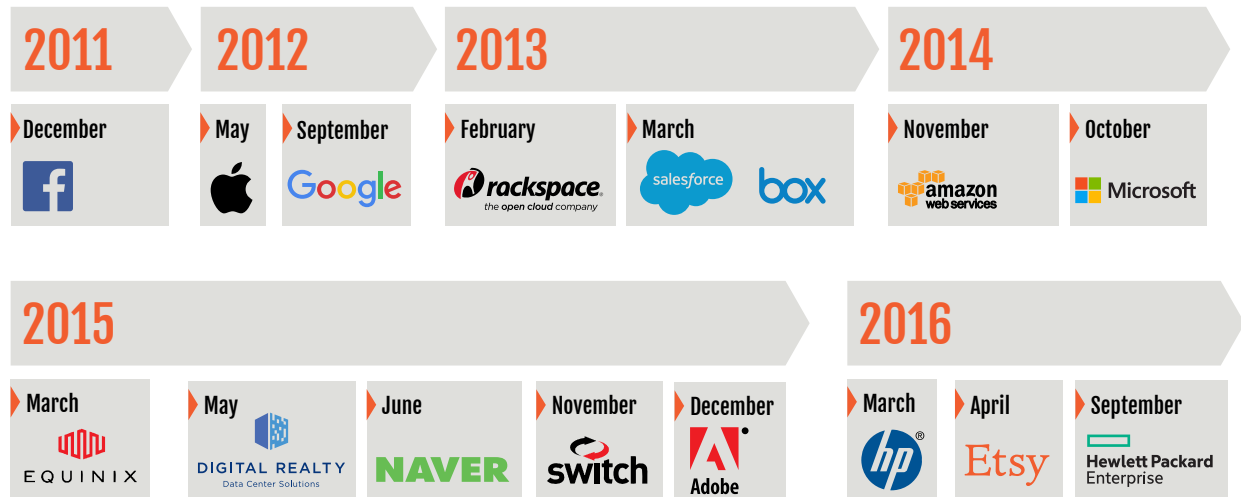 2011
2012
2013
2014
December
May
September
February
March
November
October
f
Google
rackspace.
the open cloud company
salesforce
box
amazon
web services
Microsoft
2015
2016
March
May
June
November
December
March
April
September
EQUINIX
DIGITAL REALTY
Data Center Solutions
NAVER
switch
Adobe
hp®
Etsy
Hewlett Packard
Enterprise